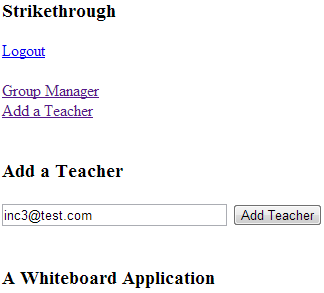 Strikethrough
Logout
Group Manager
Add a Teacher
Add a Teacher
inc3@test.com Add Teacher
A Whiteboard Application